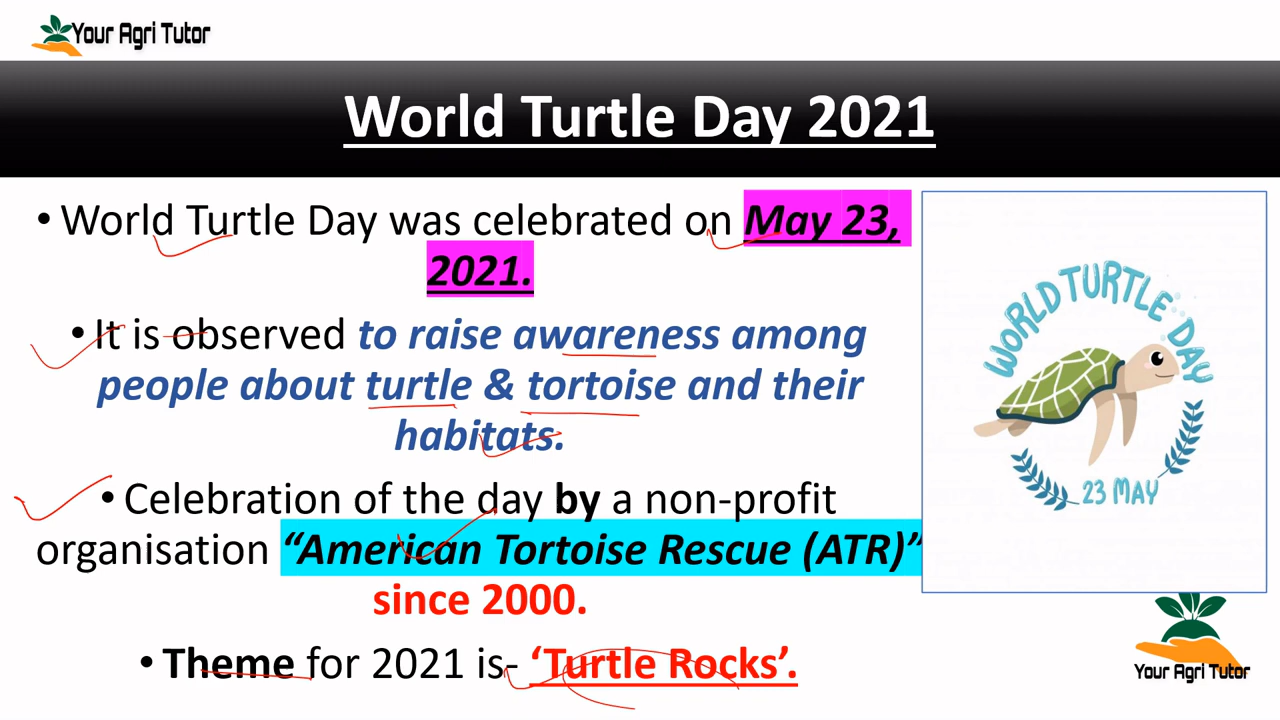 Your Agri Tutor
World Turtle Day 2021
• World Turtle Day was celebrated on May 23,
2021.
• It is observed to raise awareness among
people about turtle & tortoise and their
habitats.
• Celebration of the day by a non-profit
organisation “American Tortoise Rescue (ATR)”
since 2000.
• Theme for 2021 is- ‘Turtle Rocks’.
WORLD TURTLE DAY
23 MAY
Your Agri Tutor